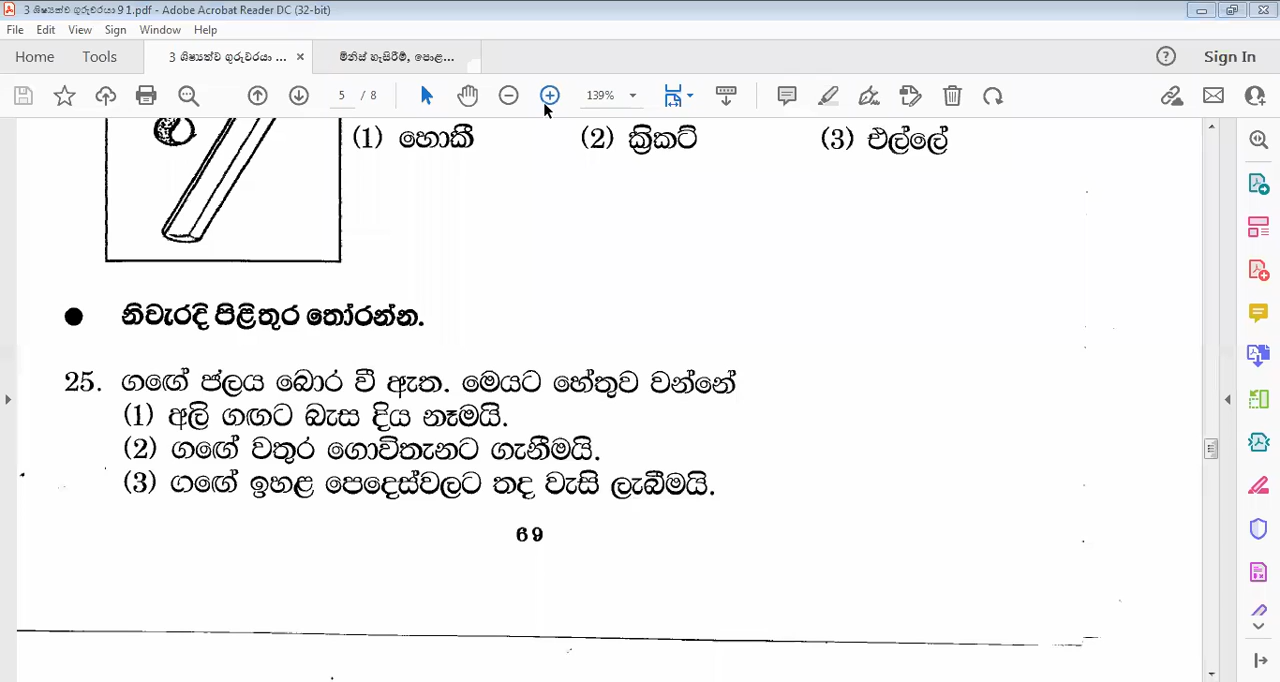 3 ශිෂ්‍යත්ව ගුරුවරයා 9 1.pdf - Adobe Acrobat Reader DC (32-bit)
File Edit View Sign Window Help
Home Tools 3 ශිෂ්‍යත්ව ගුරුවරයා ... × මිනිස් හැසිරීම්, පොළ... Sign In
5 / 8 139%
(1) හොකී (2) ක්‍රිකට් (3) එල්ලේ
● නිවැරදි පිළිතුර තෝරන්න.
25. ගඟේ ජලය බොර වී ඇත. මෙයට හේතුව වන්නේ
(1) අලි ගඟට බැස දිය නෑමයි.
(2) ගඟේ වතුර ගොවිතැනට ගැනීමයි.
(3) ගඟේ ඉහළ පෙදෙස්වලට තද වැසි ලැබීමයි.
69